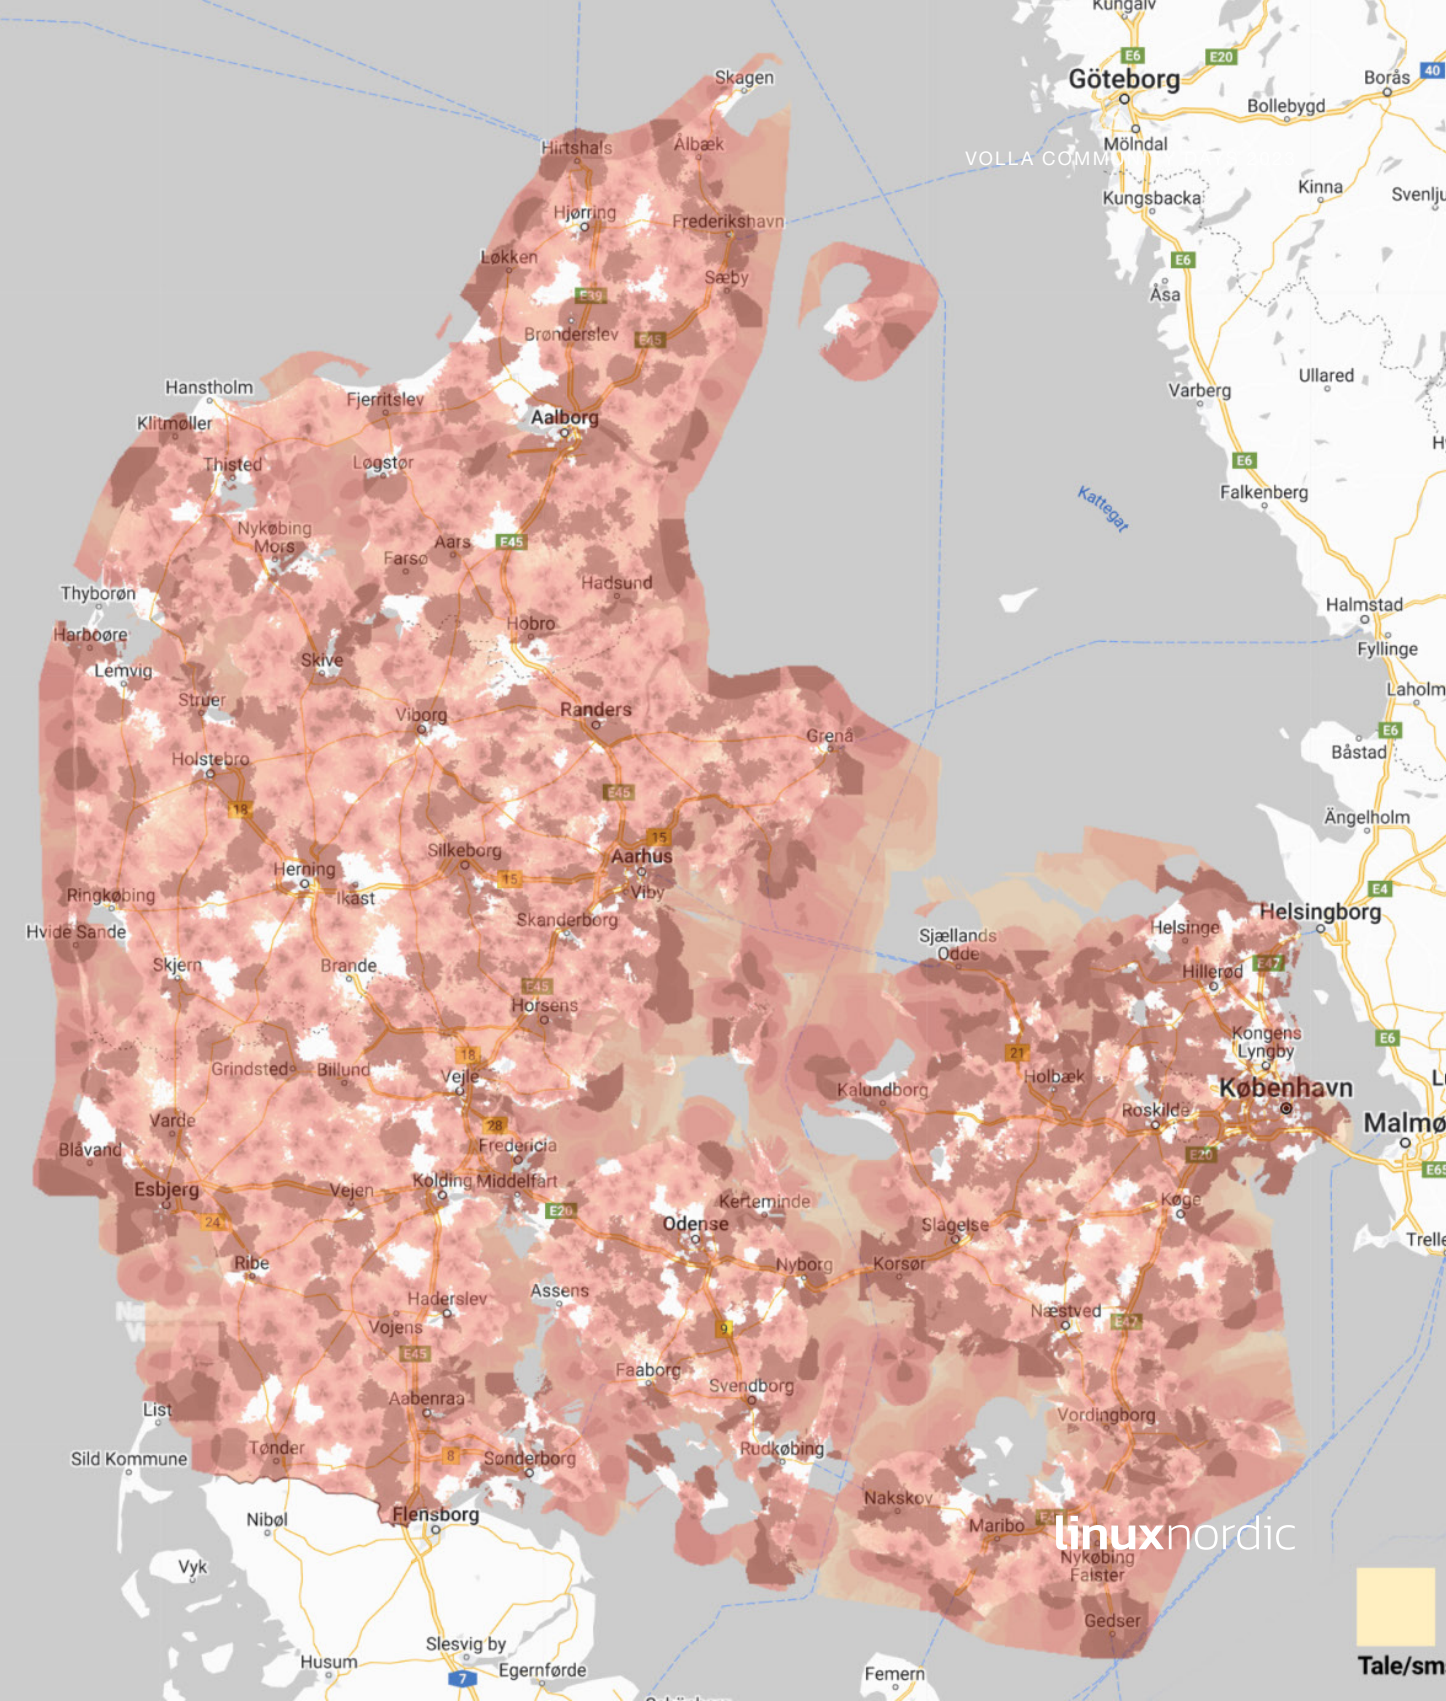 Kungälv
E6
E20
Göteborg
Borås
40
Skagen
Bollebygd
Hirtshals
Ålbæk
Mölndal
VOLLA COMMU
Kinna
Kungsbacka
Svenlju
Hjørring
Frederikshavn
Løkken
E6
Sæby
Åsa
E39
Brønderslev
E45
Ullared
Hanstholm
Varberg
Fjerritslev
Klitmøller
Aalborg
Thisted
Løgstør
E6
Falkenberg
Kattegat
Nykøbing
Mors
Aars
E45
Farsø
Hadsund
Thyborøn
Halmstad
Hobro
Harboøre
Fyllinge
Skive
Lemvig
Laholm
Struer
Viborg
Randers
E6
Grenå
Båstad
Holstebro
E45
18
Ängelholm
15
Silkeborg
Aarhus
Herning
15
E4
Ringkøbing
Ikast
Viby
Helsingborg
Hvide Sande
Skanderborg
Helsinge
Sjællands
Odde
Skjern
Brande
E47
Hillerød
E45
Horsens
Kongens
Lyngby
E6
18
21
Grindsted
Billund
Vejle
Kalundborg
Holbæk
København
Varde
28
Roskilde
Malmø
Blåvand
Fredericia
E20
E65
Esbjerg
Vejen
Kolding
Middelfart
Kerteminde
Køge
24
E20
Odense
Slagelse
Trelle
Ribe
Nyborg
Korsør
Assens
Haderslev
Næstved
Vojens
9
E47
E45
Faaborg
Svendborg
Aabenraa
List
Vordingborg
Tønder
8
Sønderborg
Rudkøbing
Sild Kommune
Nakskov
Flensborg
Nibøl
Maribo
linuxnordic
Nykøbing
Falster
Vyk
Gedser
Slesvig by
Husum
7
Egernførde
Femern
Tale/sm